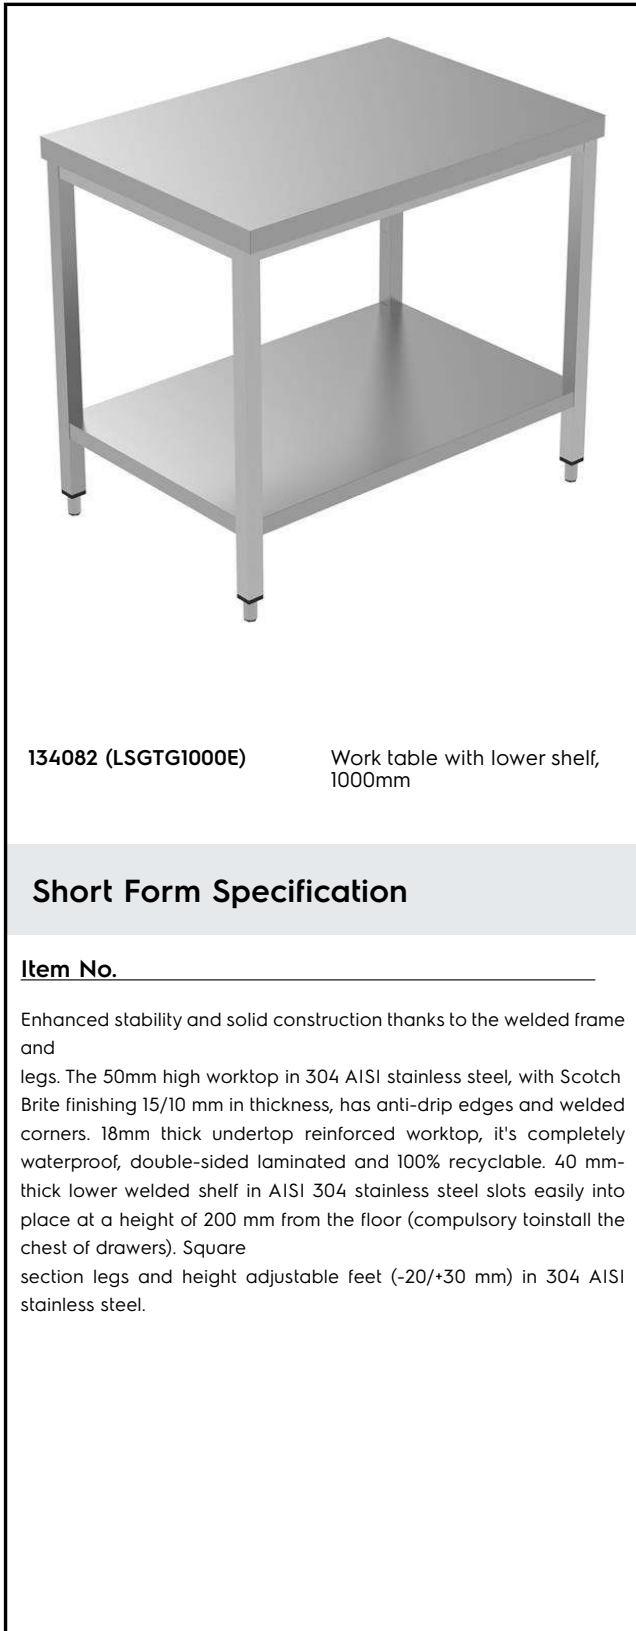 134082 (LSGTG1000E)
Work table with lower shelf,
1000mm
Short Form Specification
Item No.
Enhanced stability and solid construction thanks to the welded frame
and
legs. The 50mm high worktop in 304 AISI stainless steel, with Scotch
Brite finishing 15/10 mm in thickness, has anti-drip edges and welded
corners. 18mm thick undertop reinforced worktop, it's completely
waterproof, double-sided laminated and 100% recyclable. 40 mm-
thick lower welded shelf in AISI 304 stainless steel slots easily into
place at a height of 200 mm from the floor (compulsory toinstall the
chest of drawers). Square
section legs and height adjustable feet (-20/+30 mm) in 304 AISI
stainless steel.